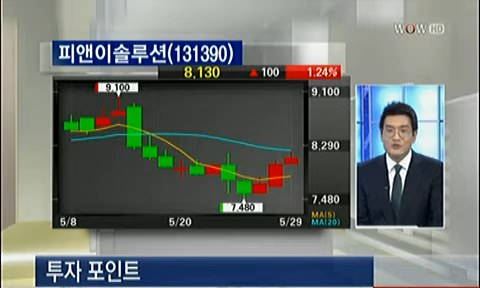 WOW HD
피앤이솔루션(131390)
8,130 ▲ 100 1.24%
9,100 9,100
8,290
7,480 7,480
5/8 5/20 5/29
MA(5)
MA(20)
투자 포인트